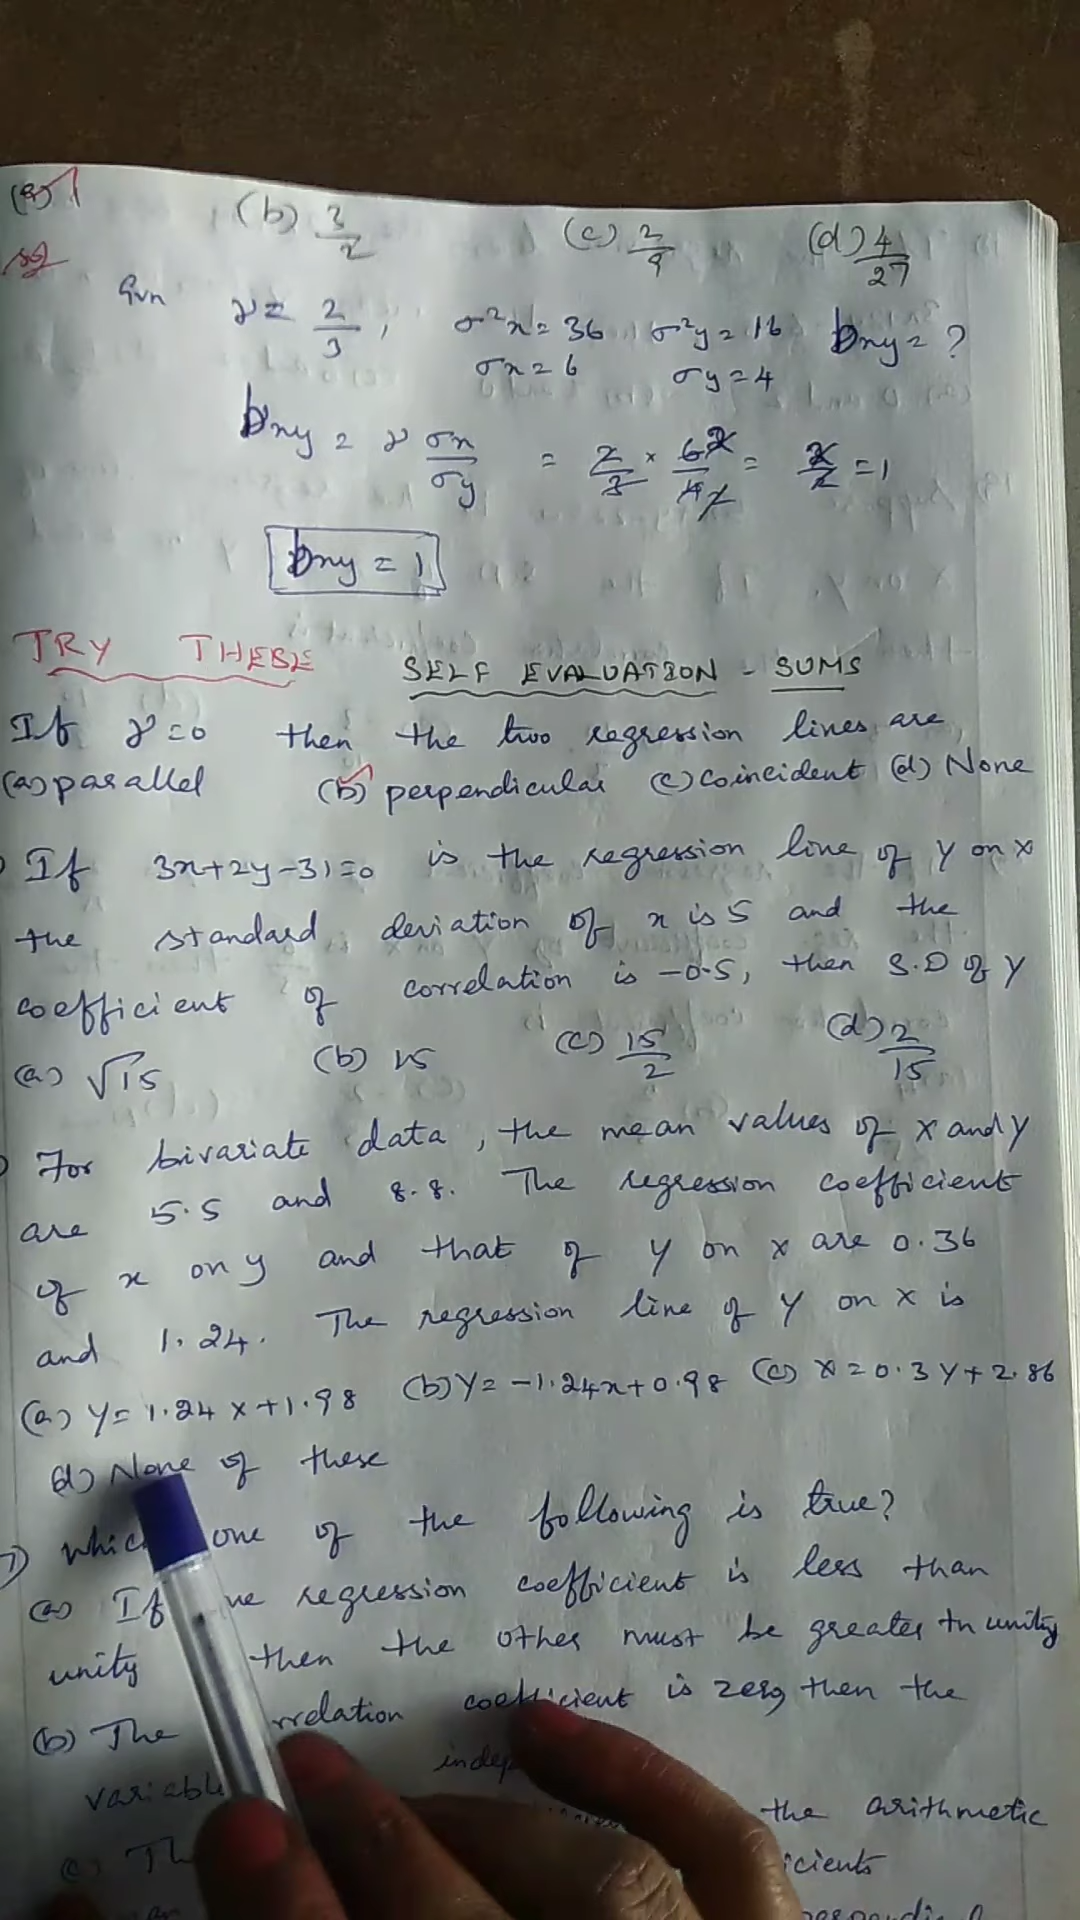 (a) 1 (b) 3/2 (c) 2/9 (d) 4/27
Sol
Gvn r = 2/3, σ²x = 36 σ²y = 16 bxy = ?
σx = 6 σy = 4
bxy = r σx/σy = 2/3 × 6/4 = 2/2 = 1
bxy = 1
TRY THESE SELF EVALUATION - SUMS
If r = 0 then the two regression lines are
(a) parallel (b) perpendicular (c) coincident (d) None
If 3x+2y-31=0 is the regression line of y on x
the standard deviation of x is 5 and the
coefficient of correlation is -0.5, then S.D of y
(a) √15 (b) 15 (c) 15/2 (d) 2/15
For bivariate data, the mean values of x and y
are 5.5 and 8.8. The regression coefficient
of x on y and that of y on x are 0.36
and 1.24. The regression line of y on x is
(a) y = 1.24x+1.98 (b) y = -1.24x+0.98 (c) x = 0.3y+2.86
(d) None of these
one of the following is true?
(a) If regression coefficient is less than
unity then the other must be greater tn unity
(b) The coefficient is zero, then the
the arithmetic
(c)